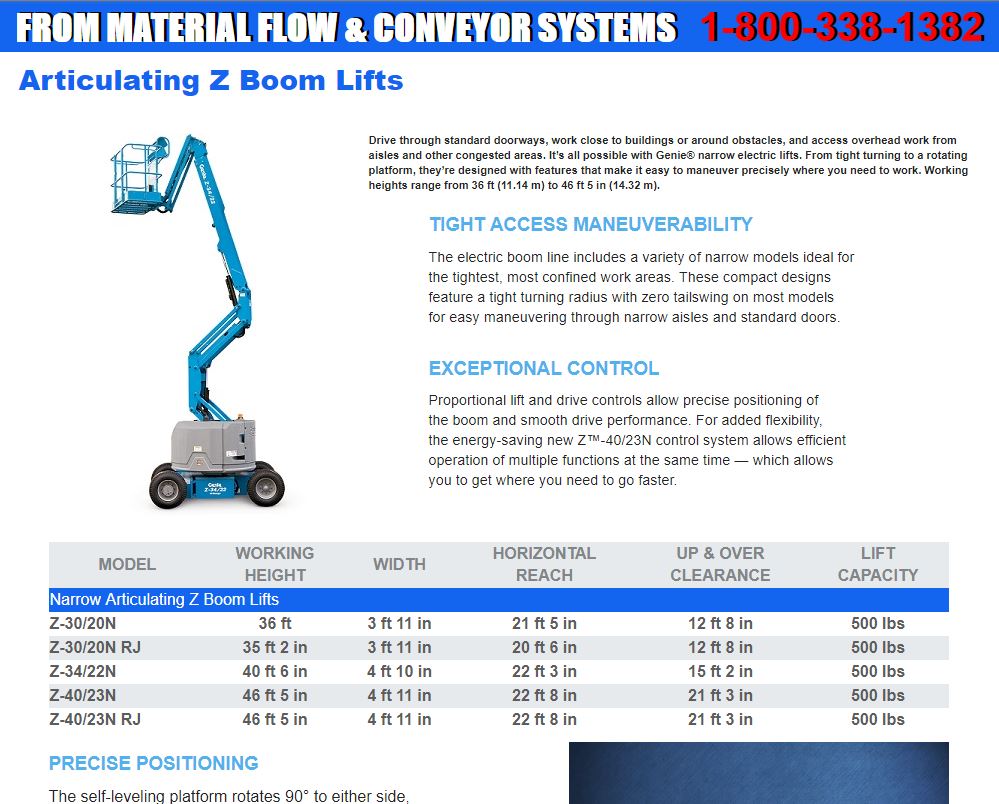 FROM MATERIAL FLOW & CONVEYOR SYSTEMS 1-800-338-1382
Articulating Z Boom Lifts
Drive through standard doorways, work close to buildings or around obstacles, and access overhead work from
aisles and other congested areas. It's all possible with Genie® narrow electric lifts. From tight turning to a rotating
platform, they're designed with features that make it easy to maneuver precisely where you need to work. Working
heights range from 36 ft (11.14 m) to 46 ft 5 in (14.32 m).
Genie Z-34/22
TIGHT ACCESS MANEUVERABILITY
The electric boom line includes a variety of narrow models ideal for
the tightest, most confined work areas. These compact designs
feature a tight turning radius with zero tailswing on most models
for easy maneuvering through narrow aisles and standard doors.
EXCEPTIONAL CONTROL
Proportional lift and drive controls allow precise positioning of
the boom and smooth drive performance. For added flexibility,
the energy-saving new Z™-40/23N control system allows efficient
operation of multiple functions at the same time — which allows
you to get where you need to go faster.
Genie
Z-34/22
MODEL WORKING HEIGHT WIDTH HORIZONTAL REACH UP & OVER CLEARANCE LIFT CAPACITY
Narrow Articulating Z Boom Lifts
Z-30/20N 36 ft 3 ft 11 in 21 ft 5 in 12 ft 8 in 500 lbs
Z-30/20N RJ 35 ft 2 in 3 ft 11 in 20 ft 6 in 12 ft 8 in 500 lbs
Z-34/22N 40 ft 6 in 4 ft 10 in 22 ft 3 in 15 ft 2 in 500 lbs
Z-40/23N 46 ft 5 in 4 ft 11 in 22 ft 8 in 21 ft 3 in 500 lbs
Z-40/23N RJ 46 ft 5 in 4 ft 11 in 22 ft 8 in 21 ft 3 in 500 lbs
PRECISE POSITIONING
The self-leveling platform rotates 90° to either side,